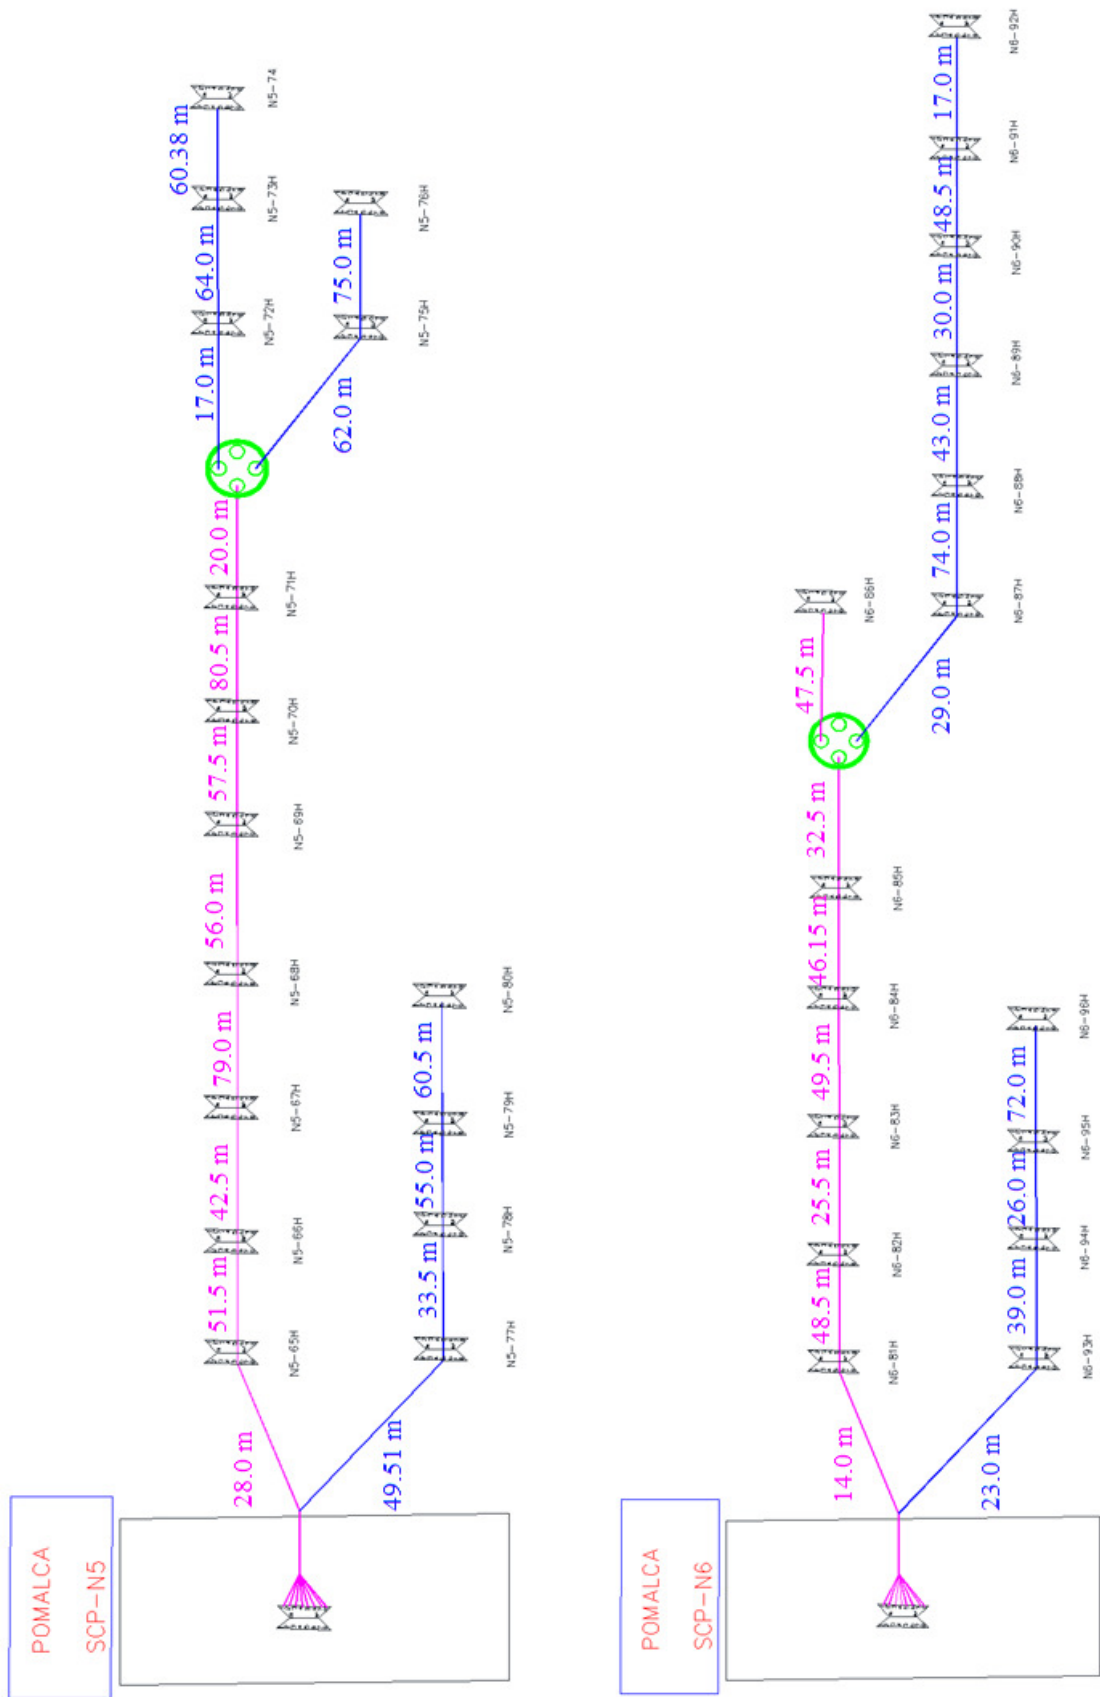 POMALCA
SCP-N5
28.0 m
N5-65H
51.5 m
N5-66H
42.5 m
N5-67H
79.0 m
N5-68H
56.0 m
N5-69H
57.5 m
N5-70H
80.5 m
N5-71H
20.0 m
17.0 m
N5-72H
64.0 m
N5-73H
60.38 m
N5-74
62.0 m
N5-75H
75.0 m
N5-76H
49.51 m
N5-77H
33.5 m
N5-78H
55.0 m
N5-79H
60.5 m
N5-80H
POMALCA
SCP-N6
14.0 m
N6-81H
48.5 m
N6-82H
25.5 m
N6-83H
49.5 m
N6-84H
46.15 m
N6-85H
32.5 m
47.5 m
N6-86H
29.0 m
N6-87H
74.0 m
N6-88H
43.0 m
N6-89H
30.0 m
N6-90H
48.5 m
N6-91H
17.0 m
N6-92H
23.0 m
N6-93H
39.0 m
N6-94H
26.0 m
N6-95H
72.0 m
N6-96H